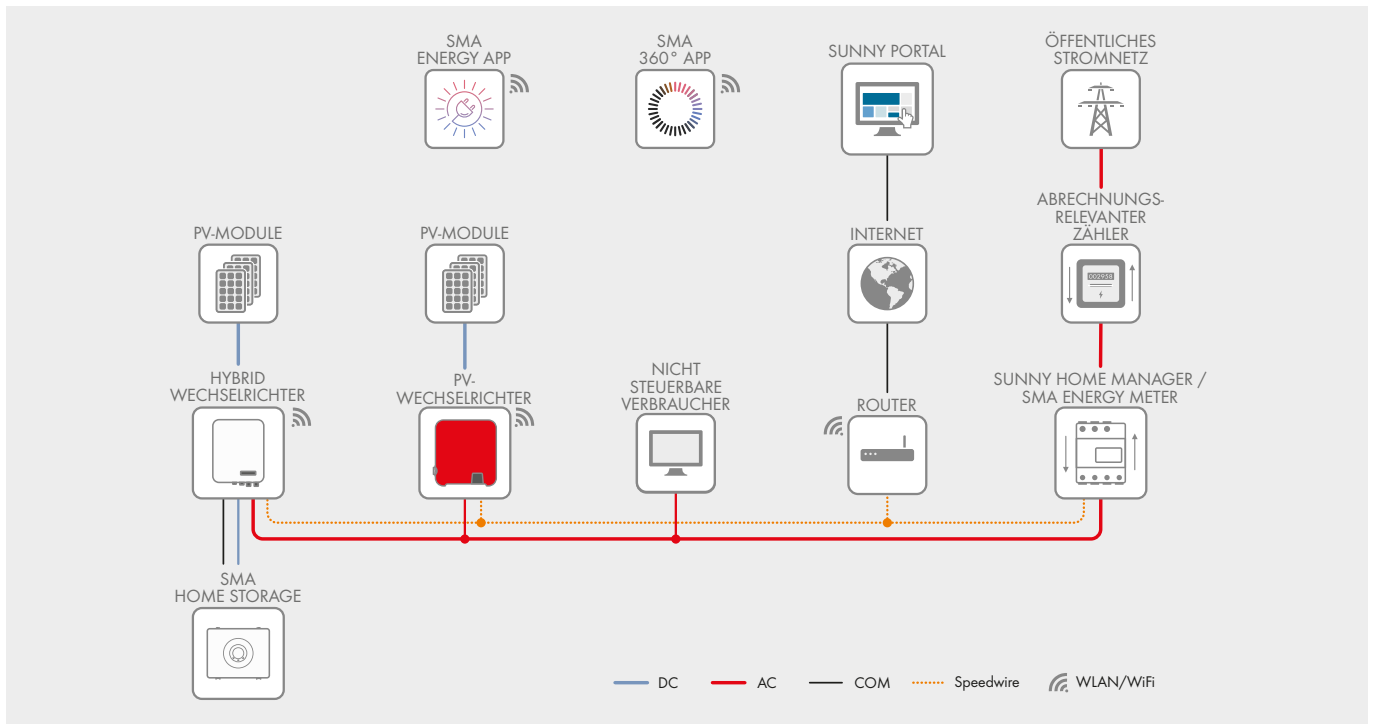 SMA
ENERGY APP
SMA
360° APP
SUNNY PORTAL
ÖFFENTLICHES
STROMNETZ
PV-MODULE
PV-MODULE
INTERNET
ABRECHNUNGS-
RELEVANTER
ZÄHLER
002958
HYBRID
WECHSELRICHTER
PV-
WECHSELRICHTER
NICHT
STEUERBARE
VERBRAUCHER
ROUTER
SUNNY HOME MANAGER /
SMA ENERGY METER
SMA
HOME STORAGE
DC
AC
COM
Speedwire
WLAN/WiFi